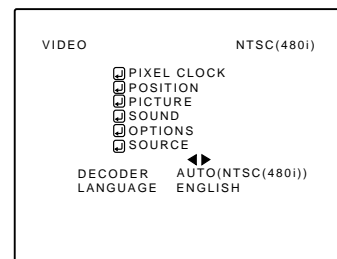 VIDEO NTSC(480i)
PIXEL CLOCK
POSITION
PICTURE
SOUND
OPTIONS
SOURCE
DECODER AUTO(NTSC(480i))
LANGUAGE ENGLISH